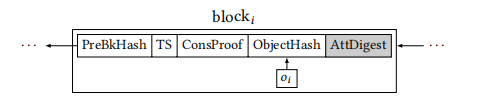 block_i
··· PreBkHash TS ConsProof ObjectHash AttDigest ···
o_i